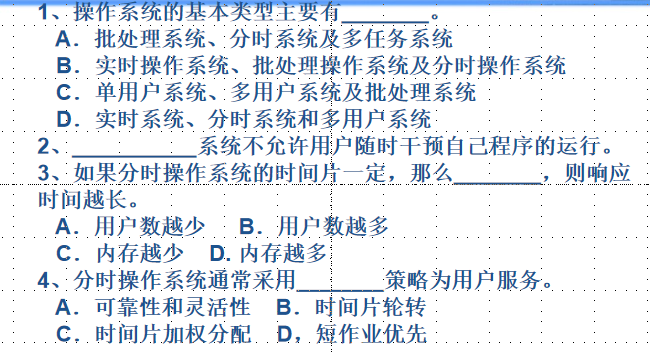 1、操作系统的基本类型主要有________。
A．批处理系统、分时系统及多任务系统
B．实时操作系统、批处理操作系统及分时操作系统
C．单用户系统、多用户系统及批处理系统
D．实时系统、分时系统和多用户系统
2、___________系统不允许用户随时干预自己程序的运行。
3、如果分时操作系统的时间片一定，那么________，则响应
时间越长。
A．用户数越少 B．用户数越多
C．内存越少 D. 内存越多
4、分时操作系统通常采用________策略为用户服务。
A．可靠性和灵活性 B．时间片轮转
C．时间片加权分配 D，短作业优先